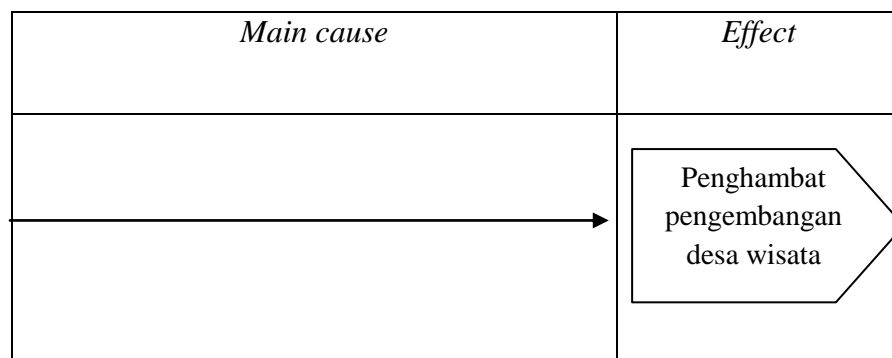 Main cause
Effect
Penghambat
pengembangan
desa wisata